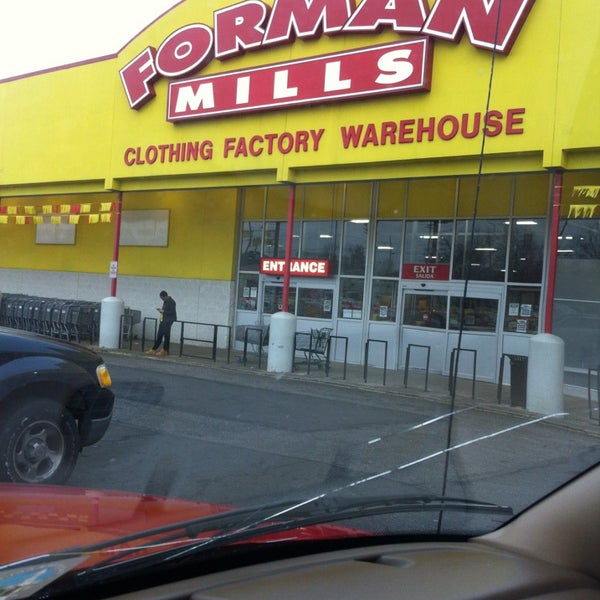 FORMAN
MILLS
CLOTHING FACTORY WAREHOUSE
ENTRANCE
EXIT
SALIDA